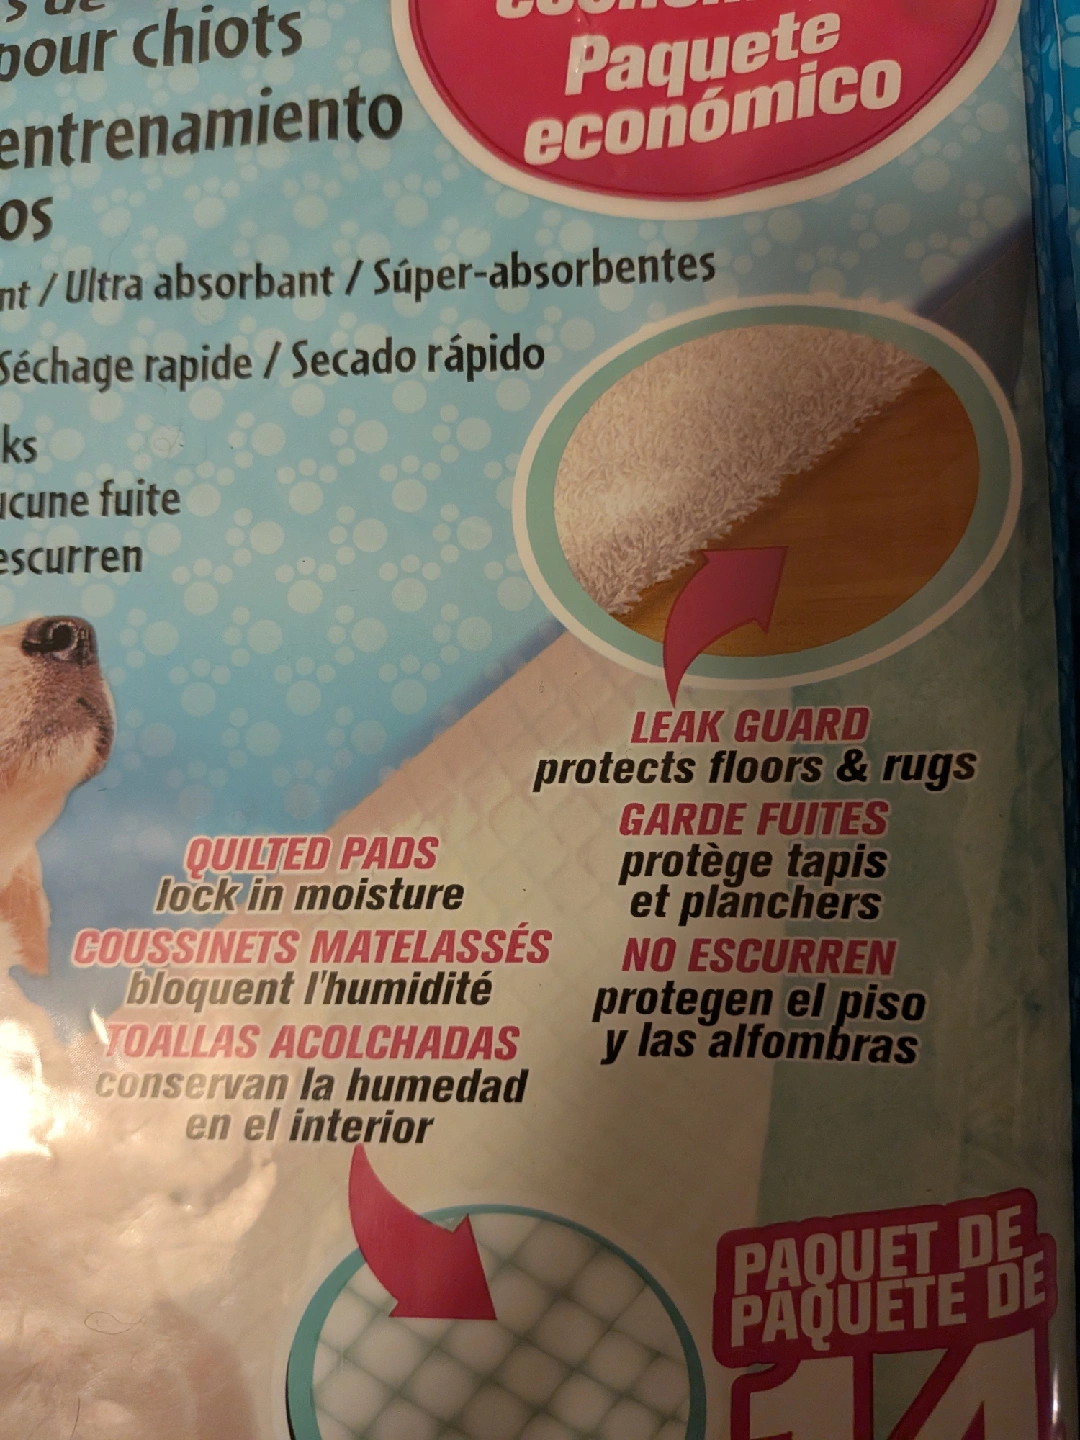 pour chiots
Paquete
económico
entrenamiento
os
nt / Ultra absorbant / Súper-absorbentes
Séchage rapide / Secado rápido
ks
ucune fuite
escurren
LEAK GUARD
protects floors & rugs
GARDE FUITES
protège tapis
et planchers
NO ESCURREN
protegen el piso
y las alfombras
QUILTED PADS
lock in moisture
COUSSINETS MATELASSÉS
bloquent l'humidité
TOALLAS ACOLCHADAS
conservan la humedad
en el interior
PAQUET DE
PAQUETE DE
14